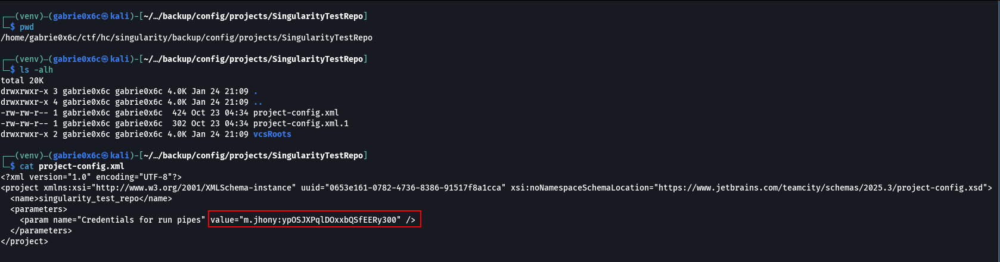 ┌──(venv)─(gabrie0x6c㉿kali)-[~/…/backup/config/projects/SingularityTestRepo]
└─$ pwd
/home/gabrie0x6c/ctf/hc/singularity/backup/config/projects/SingularityTestRepo
┌──(venv)─(gabrie0x6c㉿kali)-[~/…/backup/config/projects/SingularityTestRepo]
└─$ ls -alh
total 20K
drwxrwxr-x 3 gabrie0x6c gabrie0x6c 4.0K Jan 24 21:09 .
drwxrwxr-x 4 gabrie0x6c gabrie0x6c 4.0K Jan 24 21:09 ..
-rw-rw-r-- 1 gabrie0x6c gabrie0x6c  424 Oct 23 04:34 project-config.xml
-rw-rw-r-- 1 gabrie0x6c gabrie0x6c  302 Oct 23 04:34 project-config.xml.1
drwxrwxr-x 2 gabrie0x6c gabrie0x6c 4.0K Jan 24 21:09 vcsRoots
┌──(venv)─(gabrie0x6c㉿kali)-[~/…/backup/config/projects/SingularityTestRepo]
└─$ cat project-config.xml
<?xml version="1.0" encoding="UTF-8"?>
<project xmlns:xsi="http://www.w3.org/2001/XMLSchema-instance" uuid="0653e161-0782-4736-8386-91517f8a1cca" xsi:noNamespaceSchemaLocation="https://www.jetbrains.com/teamcity/schemas/2025.3/project-config.xsd">
  <name>singularity_test_repo</name>
  <parameters>
    <param name="Credentials for run pipes" value="m.jhony:ypOSJXPqlDOxxbQSfEERy300" />
  </parameters>
</project>